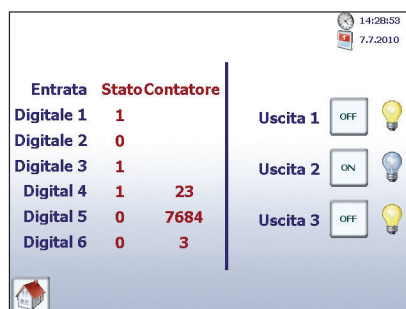 14:28:53
7.7.2010
Entrata Stato Contatore
Digitale 1 1
Digitale 2 0
Digitale 3 1
Digital 4 1 23
Digital 5 0 7684
Digital 6 0 3
Uscita 1 OFF
Uscita 2 ON
Uscita 3 OFF